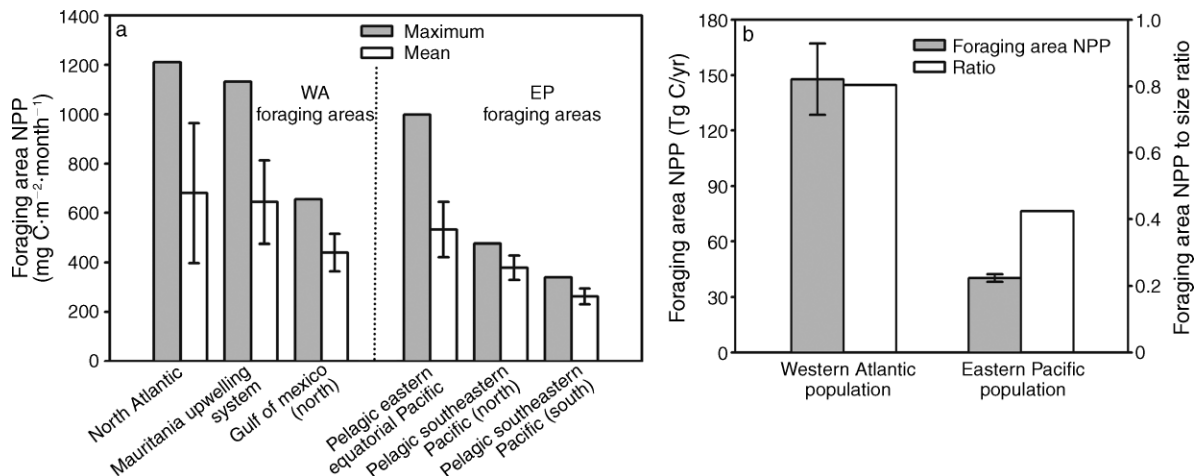 a
Foraging area NPP
(mg C·m⁻²·month⁻¹)
1400
1200
1000
800
600
400
200
0
Maximum
Mean
WA
foraging areas
EP
foraging areas
North Atlantic
Mauritania upwelling
system
Gulf of mexico
(north)
Pelagic eastern
equatorial Pacific
Pelagic southeastern
Pacific (north)
Pelagic southeastern
Pacific (south)
b
Foraging area NPP (Tg C/yr)
180
150
120
90
60
30
0
Foraging area NPP
Ratio
1.0
0.8
0.6
0.4
0.2
0
Foraging area NPP to size ratio
Western Atlantic
population
Eastern Pacific
population